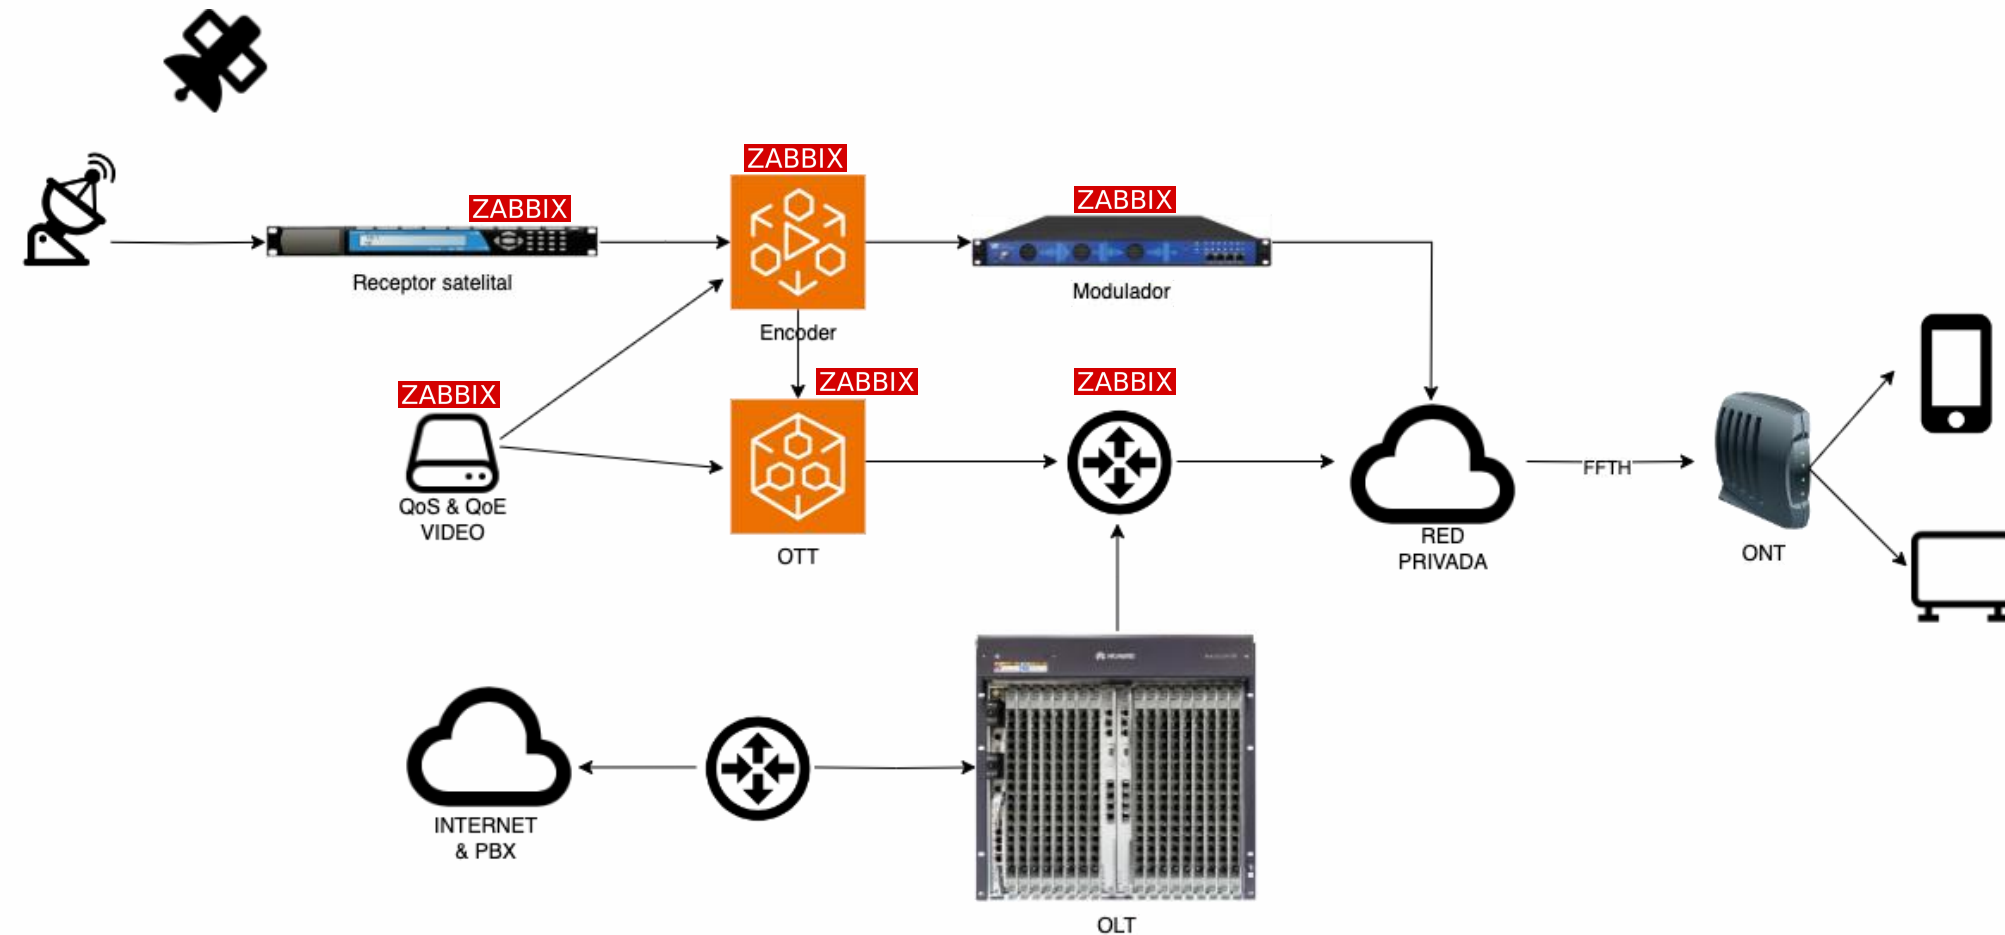 ZABBIX
ZABBIX
ZABBIX
Receptor satelital
Modulador
Encoder
ZABBIX
ZABBIX
ZABBIX
QoS & QoE
VIDEO
OTT
RED
PRIVADA
FFTH
ONT
HUAWEI
INTERNET
& PBX
OLT